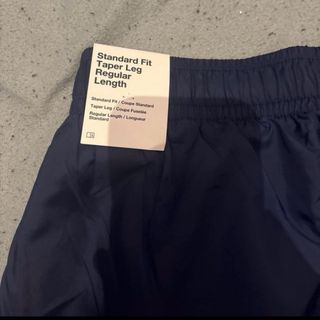 Standard Fit
Taper Leg
Regular
Length
Standard Fit / Coupe Standard
Taper Leg / Coupe Fuselée
Regular Length / Longueur
Standard